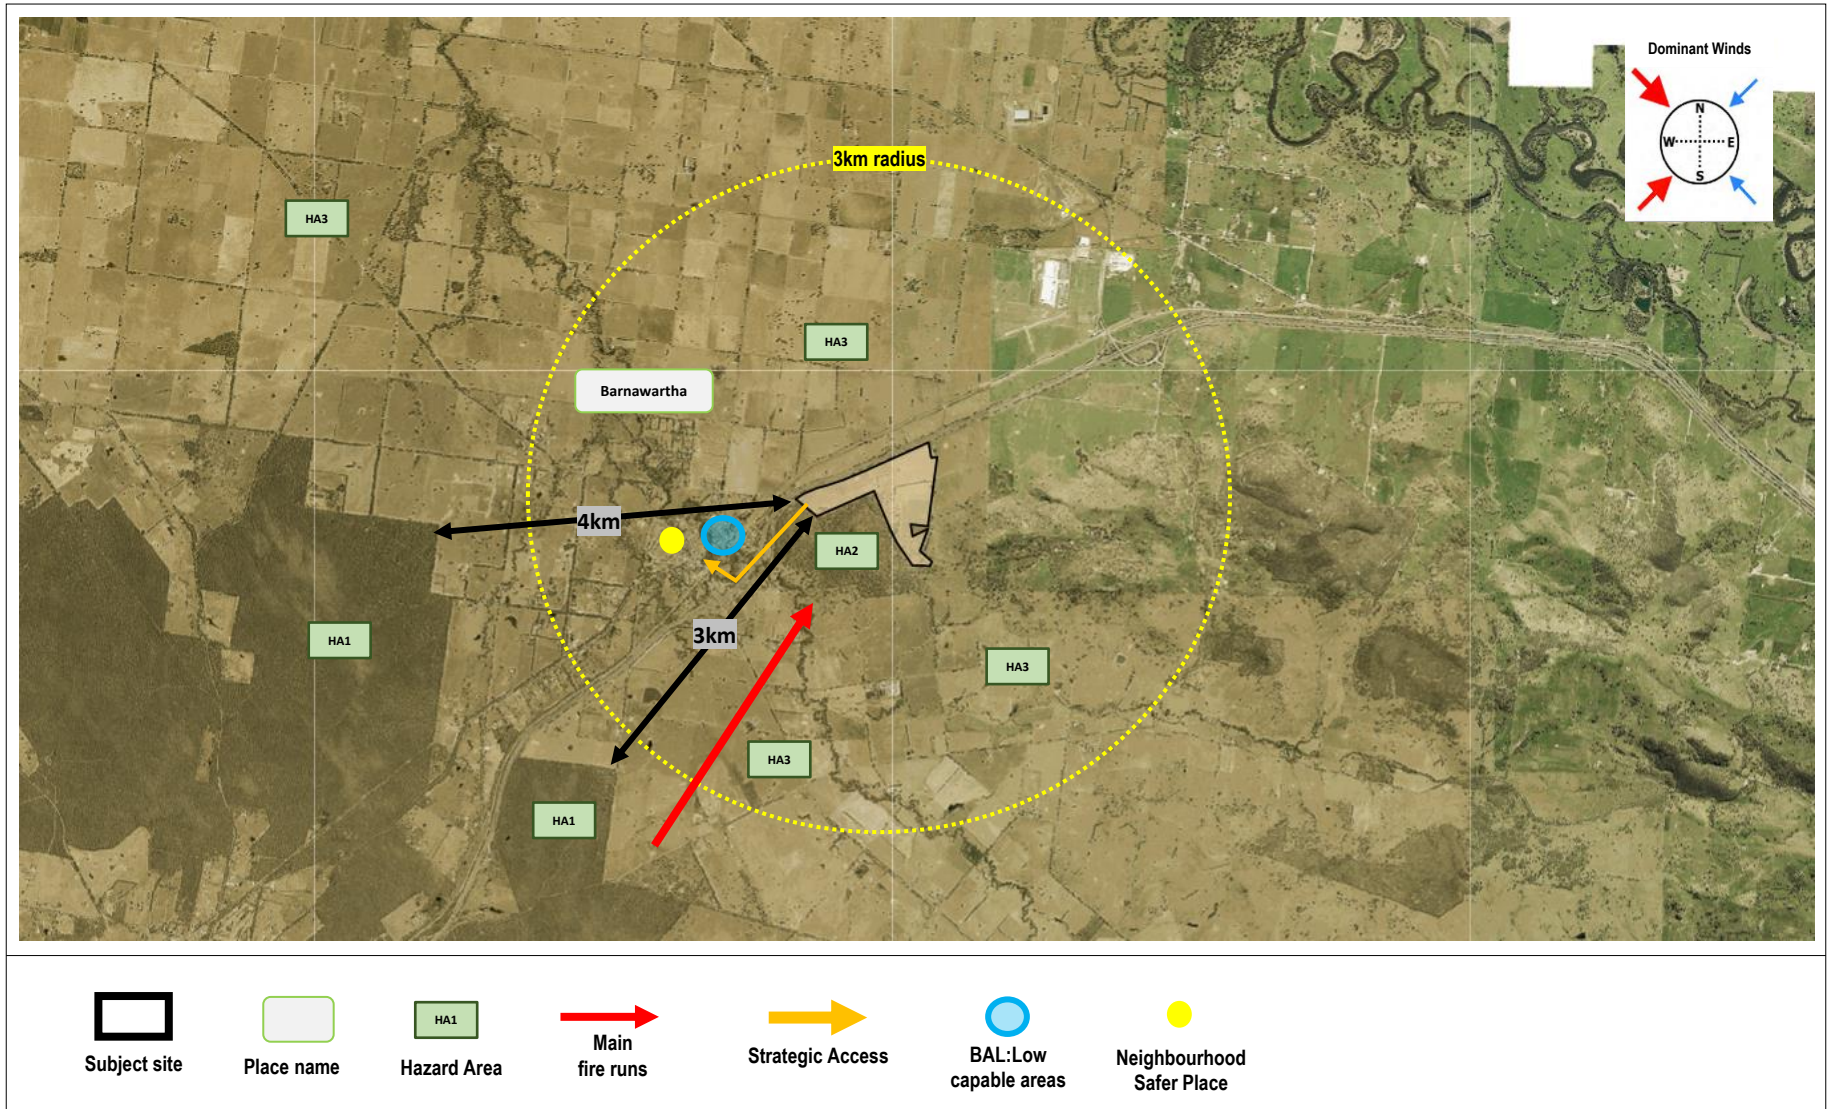 Dominant Winds
N
W
E
S
3km radius
HA3
HA3
Barnawartha
4km
HA2
3km
HA1
HA3
HA3
HA1
HA1
Subject site
Place name
Hazard Area
Main
fire runs
Strategic Access
BAL:Low
capable areas
Neighbourhood
Safer Place